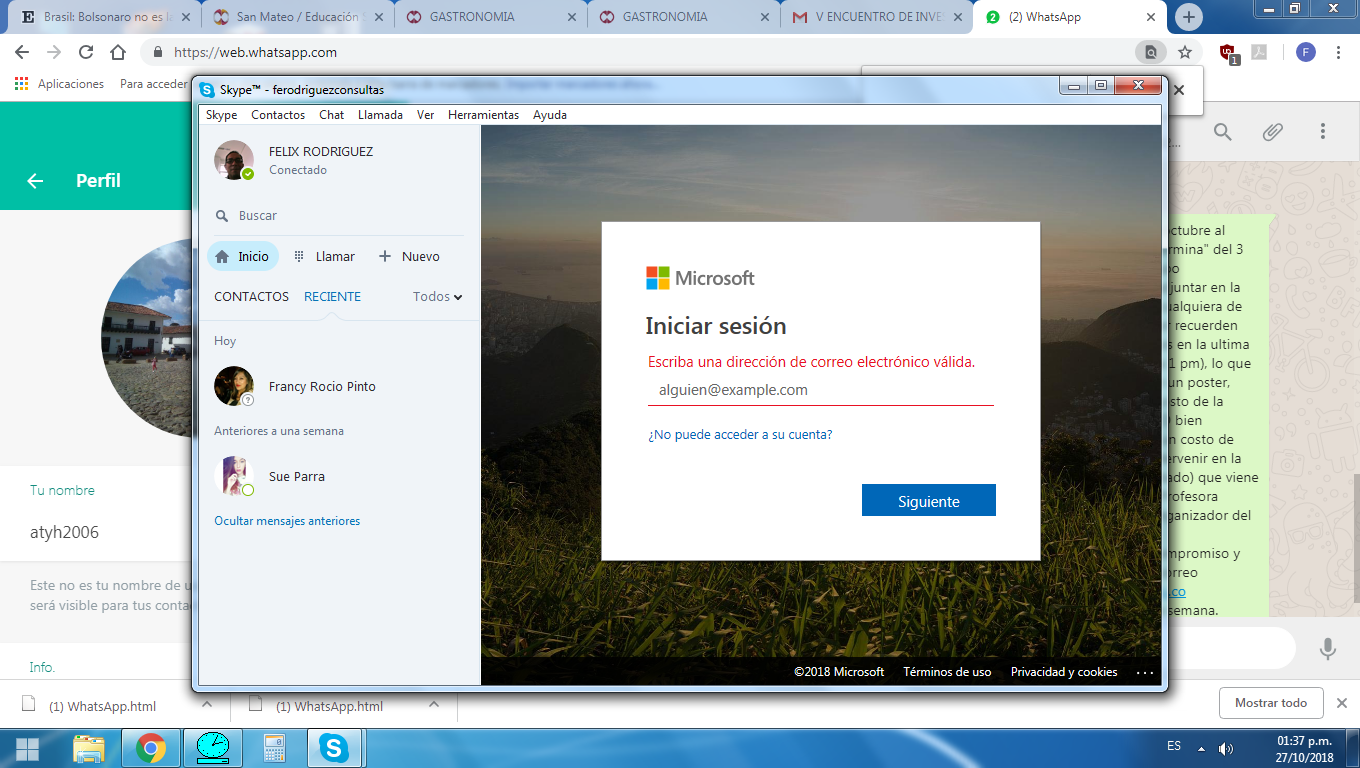 Brasil: Bolsonaro no es la
San Mateo / Educación S
GASTRONOMIA
GASTRONOMIA
V ENCUENTRO DE INVES
(2) WhatsApp
https://web.whatsapp.com
1
F
Aplicaciones
Para acceder
Skype™ - ferodriguezconsultas
Skype Contactos Chat Llamada Ver Herramientas Ayuda
Perfil
FELIX RODRIGUEZ
Conectado
Buscar
Inicio
Llamar
Nuevo
CONTACTOS
RECIENTE
Todos
Hoy
Francy Rocio Pinto
Anteriores a una semana
Sue Parra
Ocultar mensajes anteriores
Microsoft
Iniciar sesión
Escriba una dirección de correo electrónico válida.
alguien@example.com
¿No puede acceder a su cuenta?
Siguiente
©2018 Microsoft Términos de uso Privacidad y cookies ...
Tu nombre
atyh2006
Este no es tu nombre de u
será visible para tus conta
Info.
octubre al
ermina" del 3
po
juntar en la
alquiera de
r recuerden
s en la ultima
1 pm), lo que
un poster,
sto de la
) bien
n costo de
ervenir en la
ado) que viene
rofesora
ganizador del
mpromiso y
orreo
.co
semana.
(1) WhatsApp.html
(1) WhatsApp.html
Mostrar todo
ES
01:37 p.m.
27/10/2018